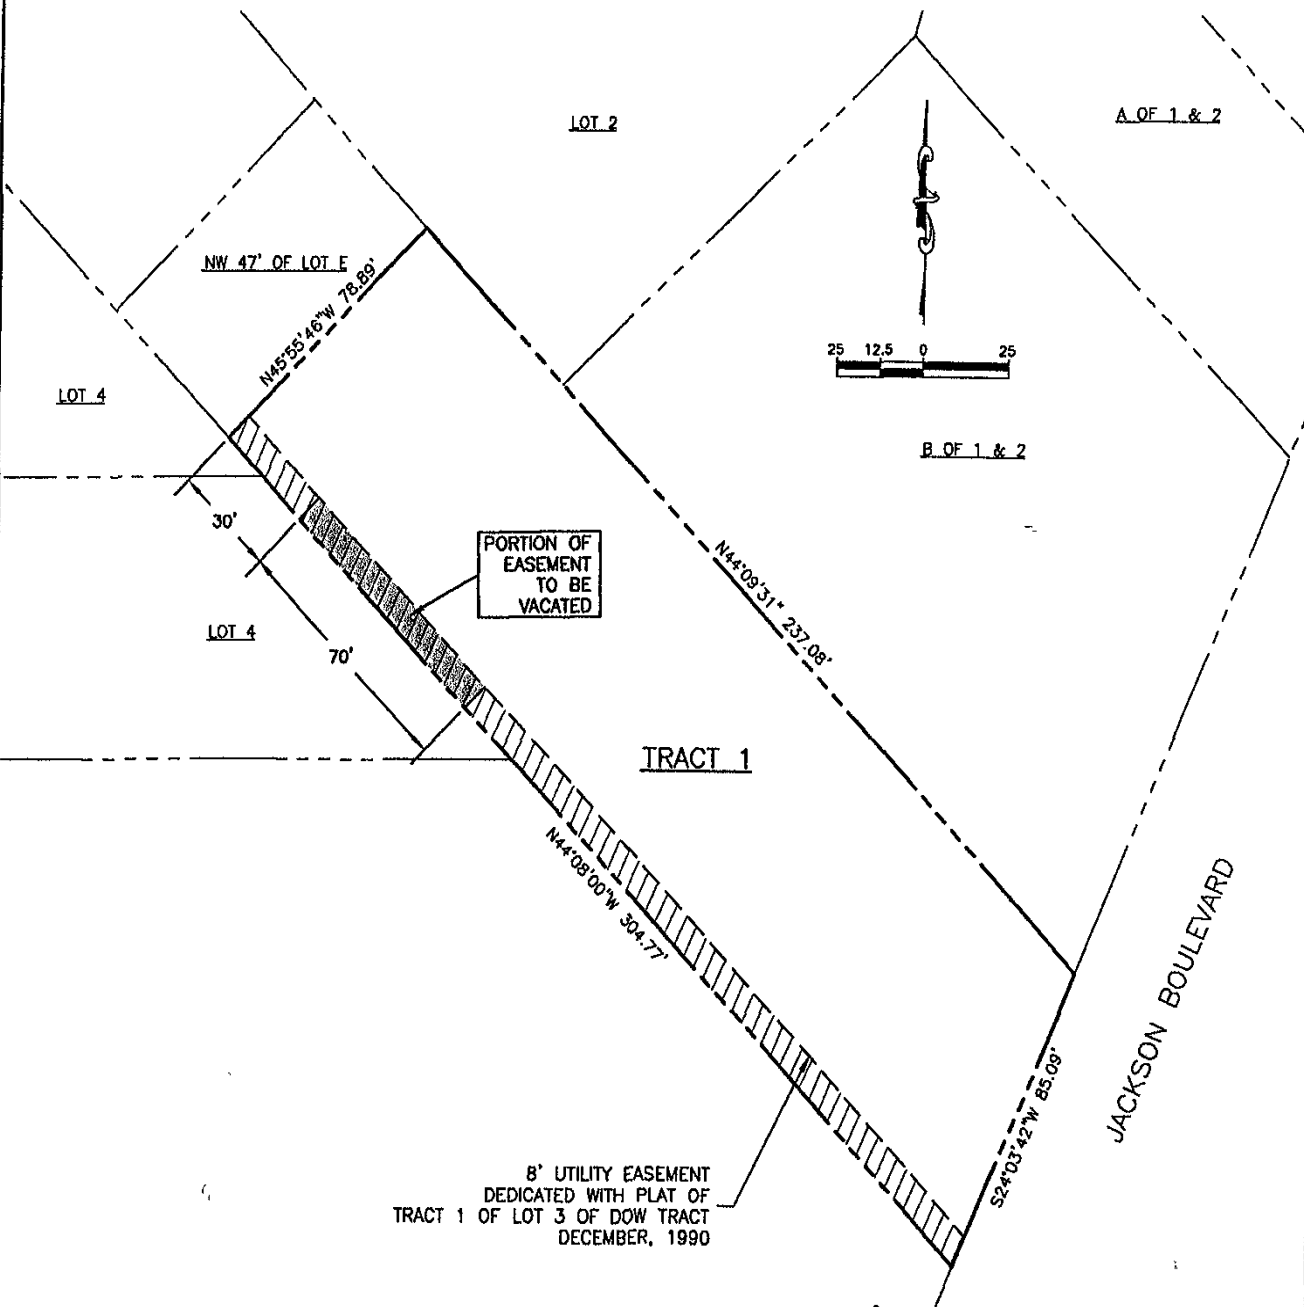 LOT 2
A OF 1 & 2
NW 47' OF LOT E
N45°55'46"W 78.89'
25 12.5 0 25
LOT 4
B OF 1 & 2
30'
PORTION OF
EASEMENT
TO BE
VACATED
N44°09'31" 237.08'
LOT 4
70'
TRACT 1
N44°08'00"W 304.77'
JACKSON BOULEVARD
S24°03'42"W 85.09'
8' UTILITY EASEMENT
DEDICATED WITH PLAT OF
TRACT 1 OF LOT 3 OF DOW TRACT
DECEMBER, 1990